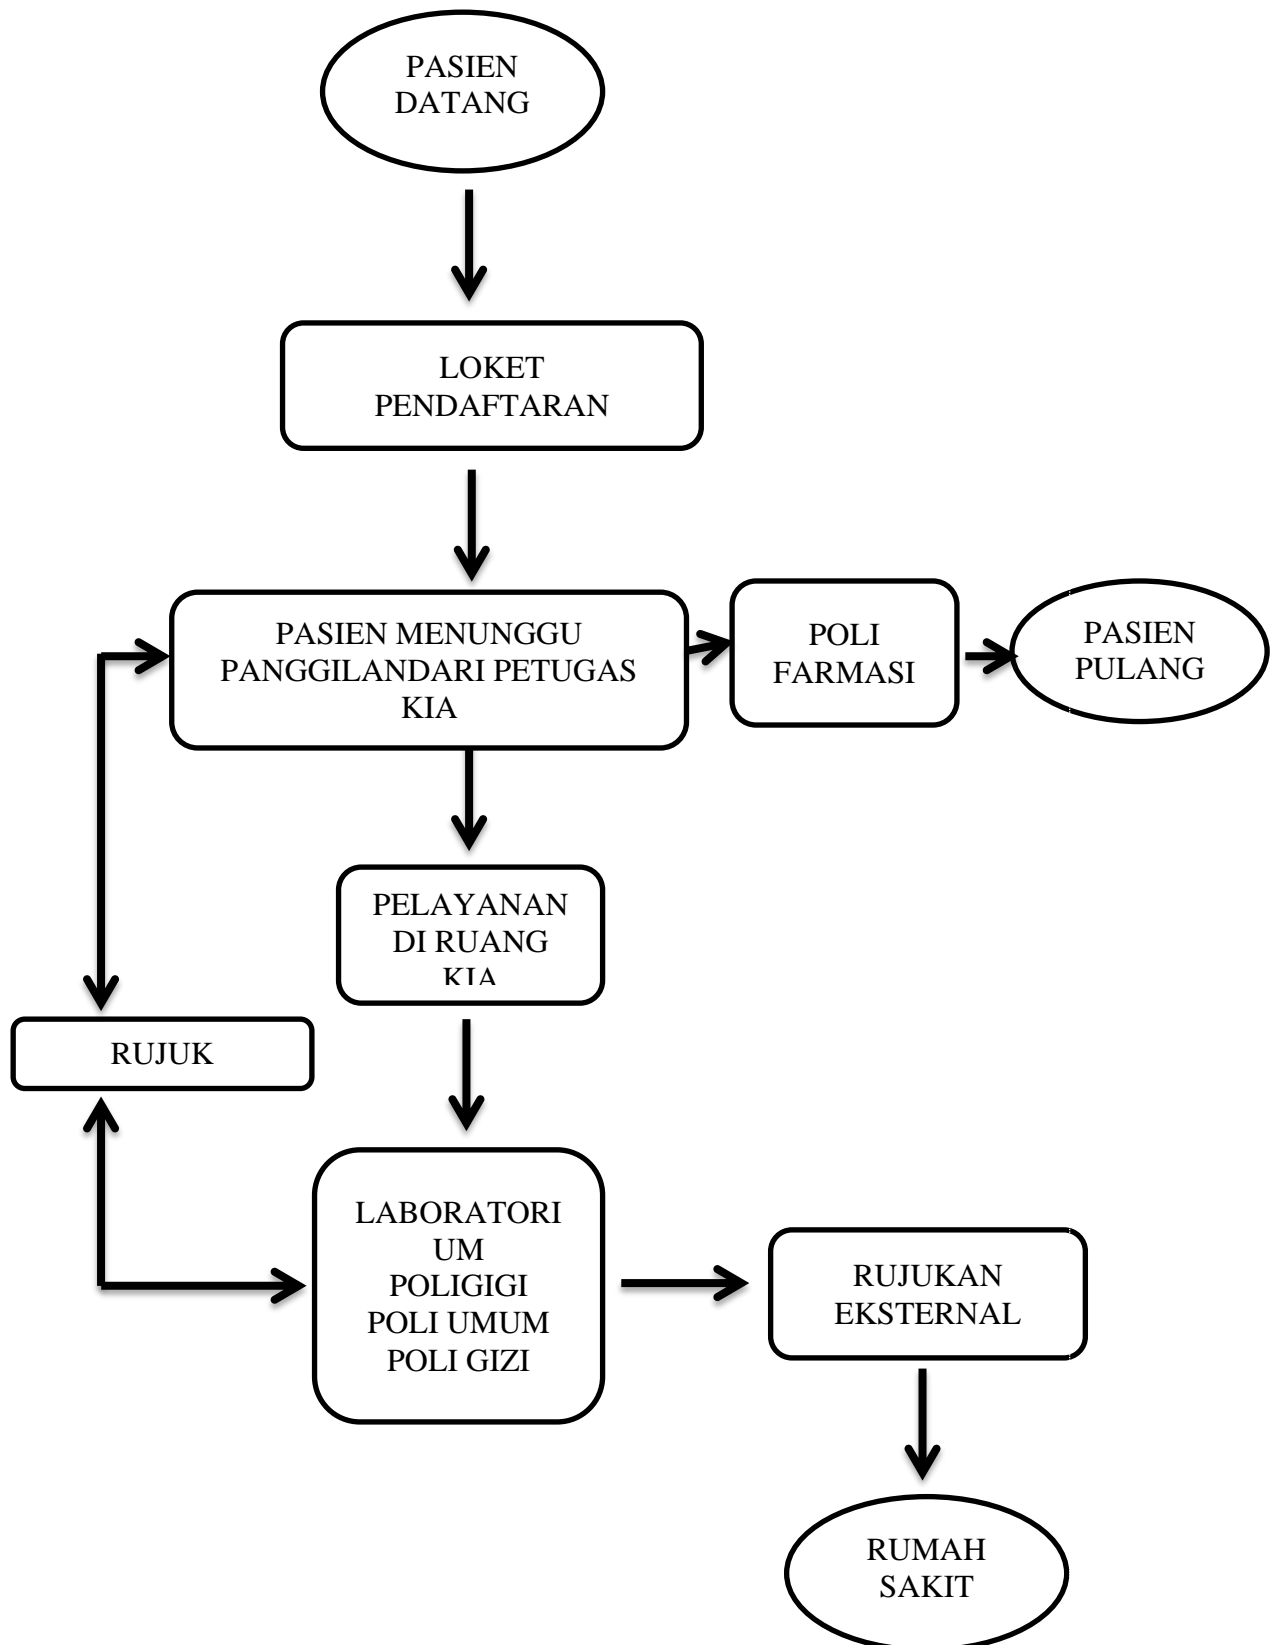 PASIEN
DATANG
LOKET
PENDAFTARAN
PASIEN MENUNGGU
PANGGILANDARI PETUGAS
KIA
POLI
FARMASI
PASIEN
PULANG
PELAYANAN
DI RUANG
KIA
RUJUK
LABORATORI
UM
POLIGIGI
POLI UMUM
POLI GIZI
RUJUKAN
EKSTERNAL
RUMAH
SAKIT